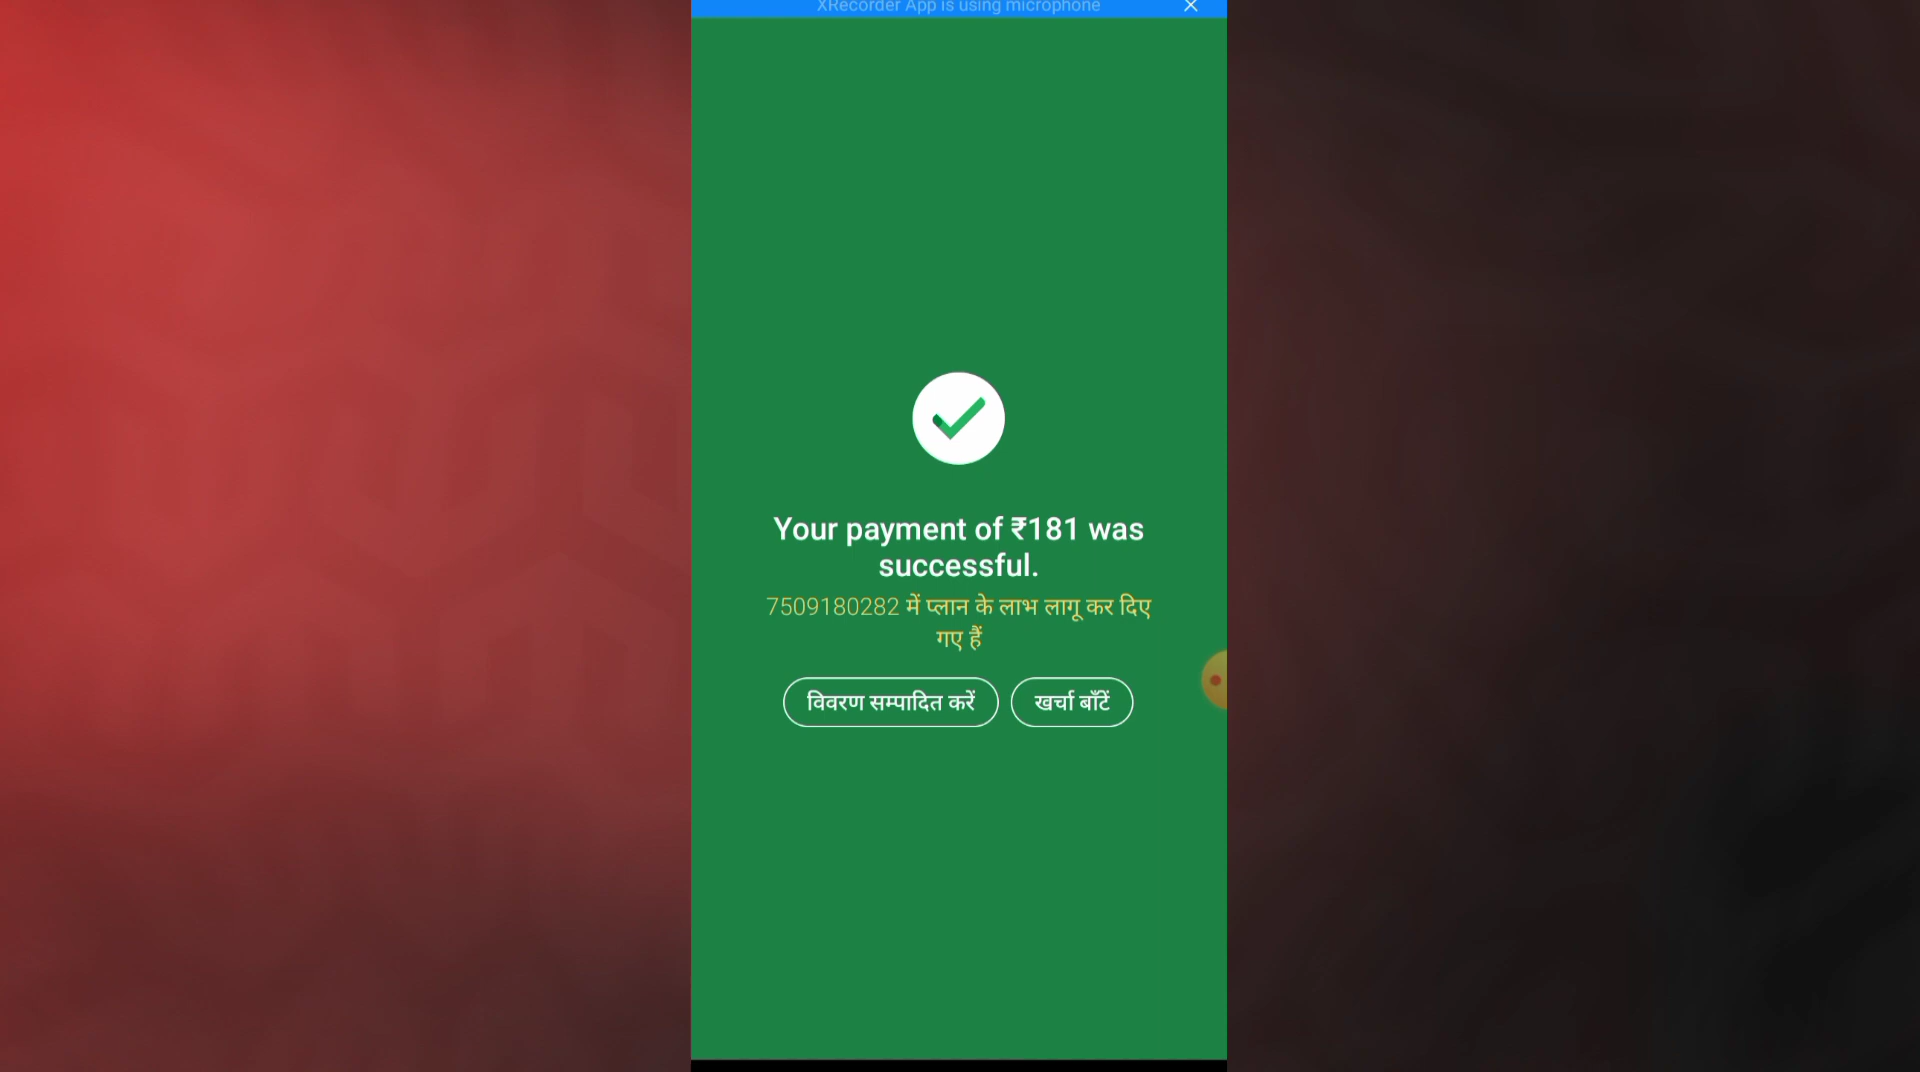 XRecorder App is using microphone
Your payment of ₹181 was
successful.
7509180282 में प्लान के लाभ लागू कर दिए
गए हैं
विवरण सम्पादित करें
खर्चा बाँटें